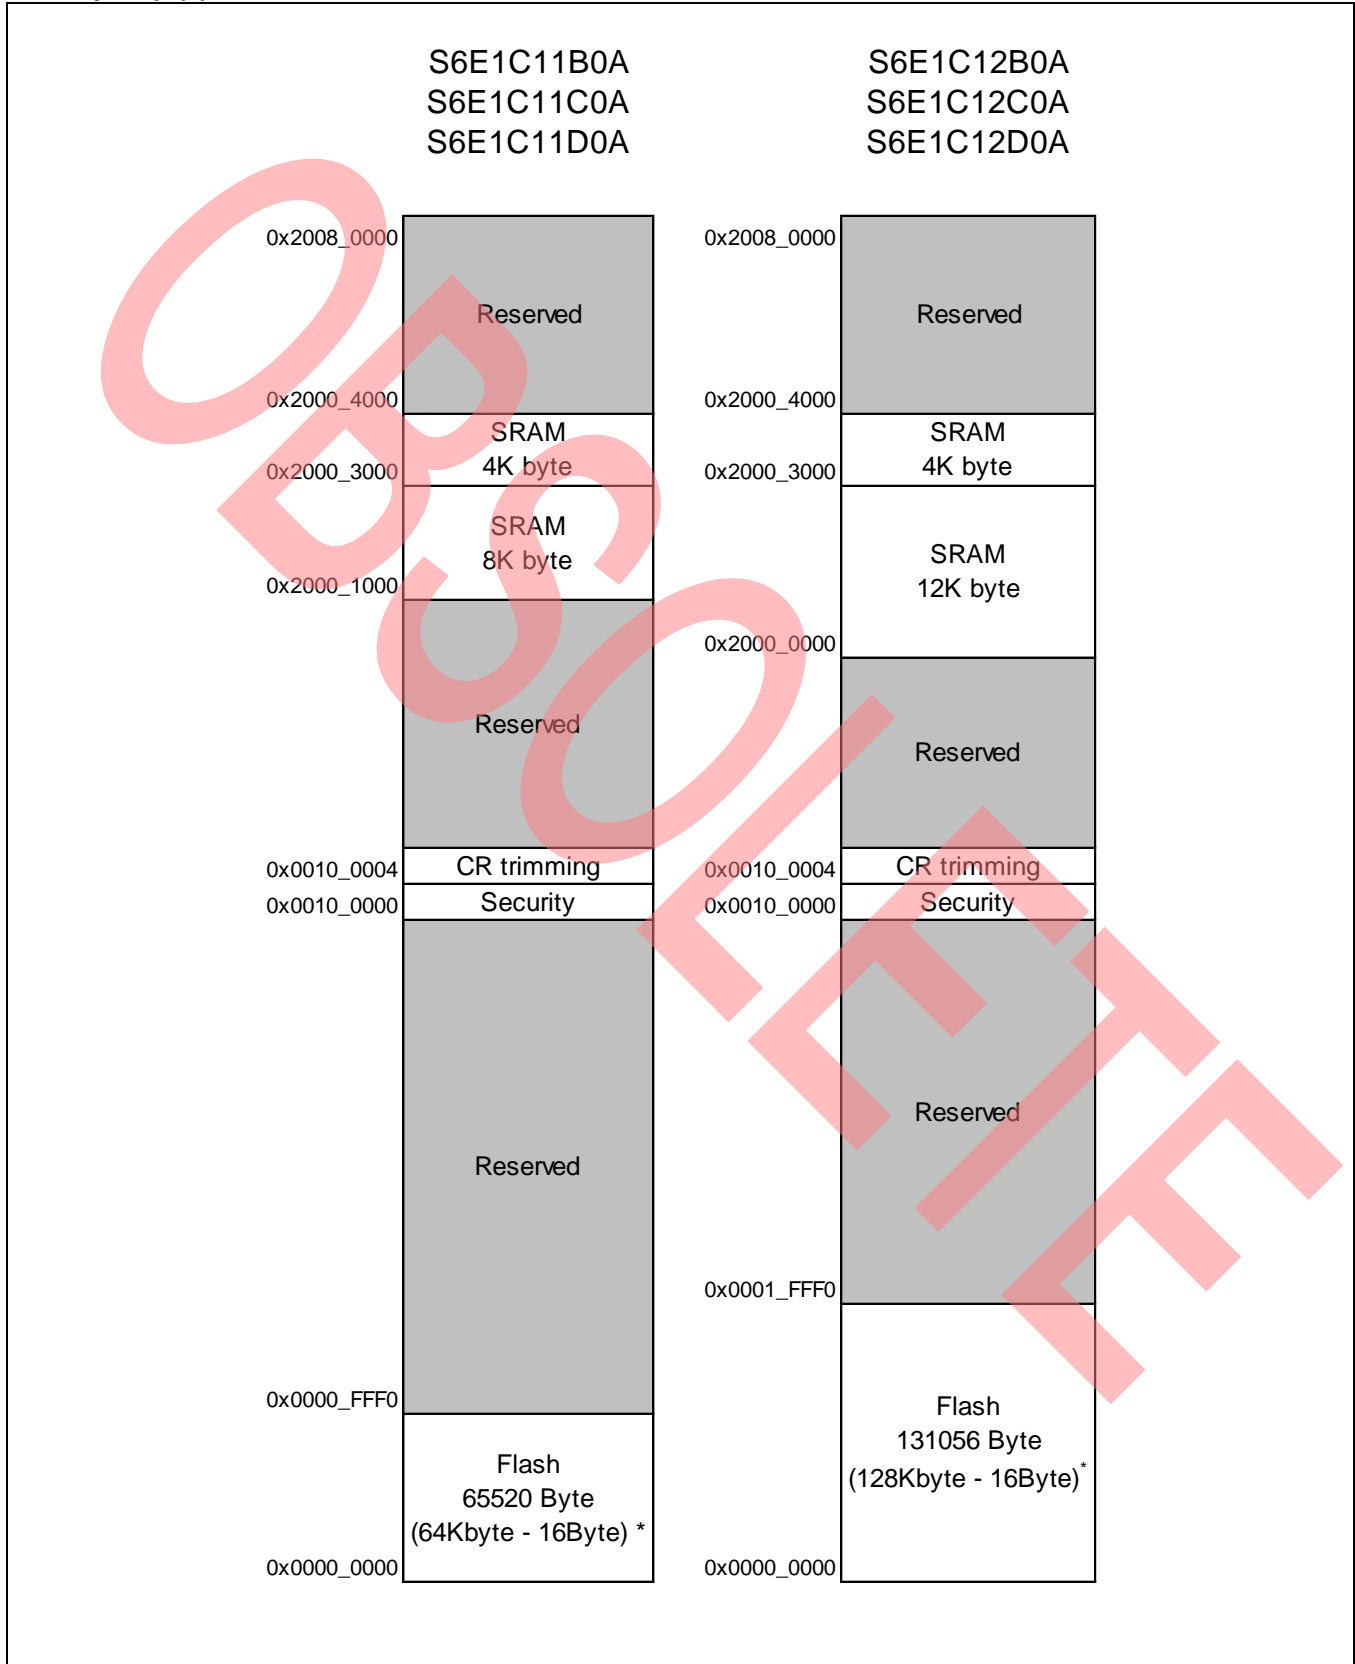 S6E1C11B0A
S6E1C11C0A
S6E1C11D0A
0x2008_0000
Reserved
0x2000_4000
SRAM
4K byte
0x2000_3000
SRAM
8K byte
0x2000_1000
Reserved
0x0010_0004
CR trimming
0x0010_0000
Security
Reserved
0x0000_FFF0
Flash
65520 Byte
(64Kbyte - 16Byte) *
0x0000_0000
S6E1C12B0A
S6E1C12C0A
S6E1C12D0A
0x2008_0000
Reserved
0x2000_4000
SRAM
4K byte
0x2000_3000
SRAM
12K byte
0x2000_0000
Reserved
0x0010_0004
CR trimming
0x0010_0000
Security
Reserved
0x0001_FFF0
Flash
131056 Byte
(128Kbyte - 16Byte)*
0x0000_0000
OBSOLETE